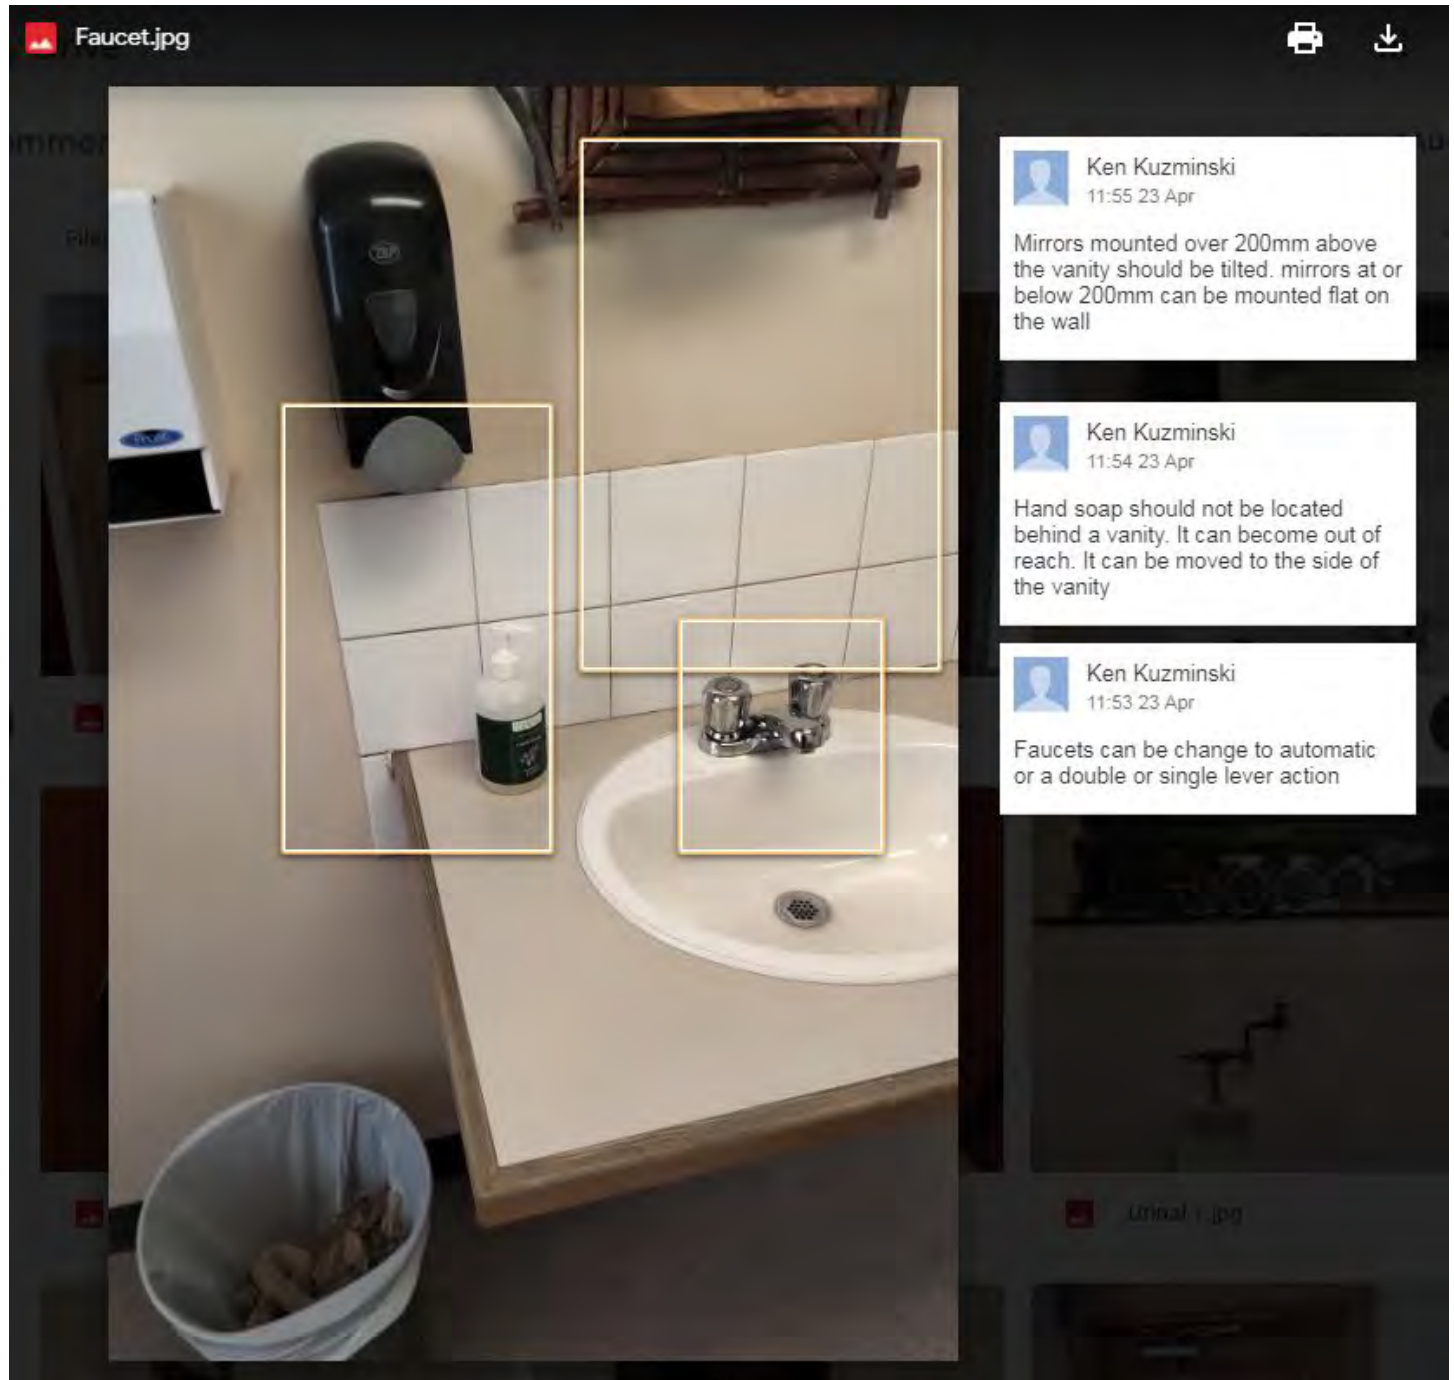 Faucet.jpg
Ken Kuzminski
11:55 23 Apr
Mirrors mounted over 200mm above
the vanity should be tilted. mirrors at or
below 200mm can be mounted flat on
the wall
Ken Kuzminski
11:54 23 Apr
Hand soap should not be located
behind a vanity. It can become out of
reach. It can be moved to the side of
the vanity
Ken Kuzminski
11:53 23 Apr
Faucets can be change to automatic
or a double or single lever action
ZEP
Urinal 1.jpg